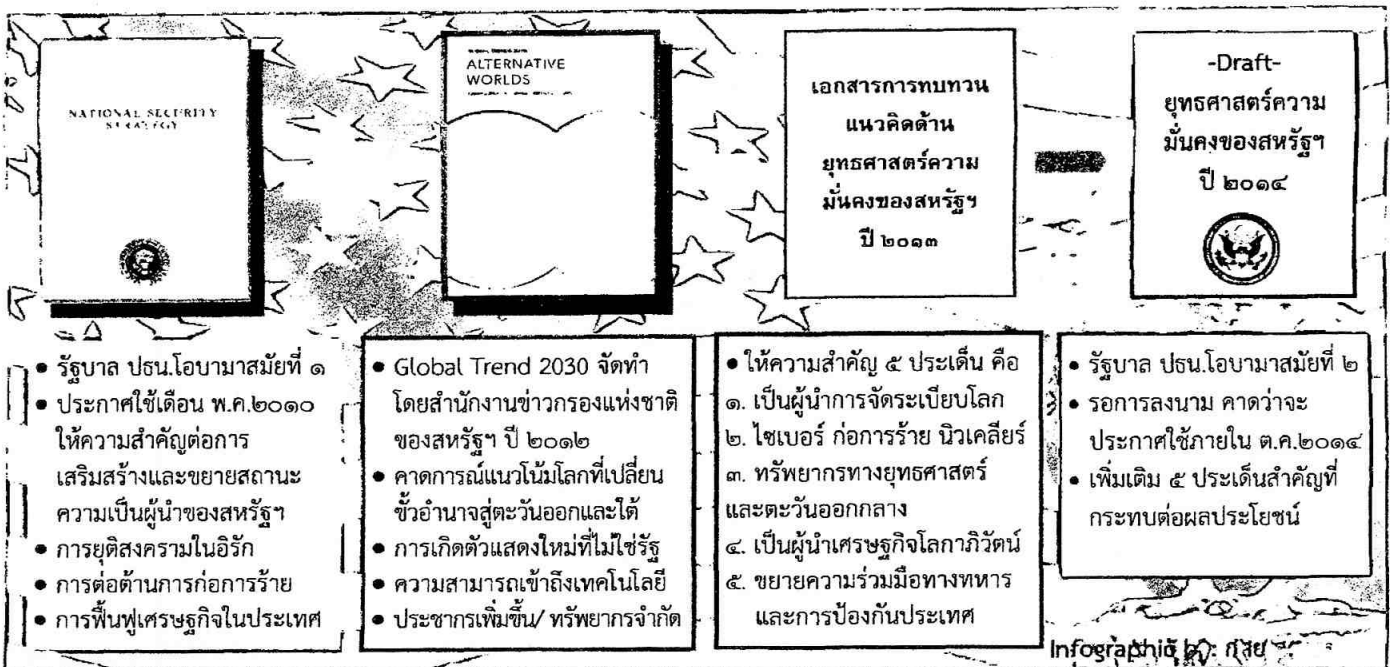 NATIONAL SECURITY
STRATEGY
ALTERNATIVE
WORLDS
เอกสารการทบทวน
แนวคิดด้าน
ยุทธศาสตร์ความ
มั่นคงของสหรัฐฯ
ปี ๒๐๑๓
-Draft-
ยุทธศาสตร์ความ
มั่นคงของสหรัฐฯ
ปี ๒๐๑๔
• รัฐบาล ปธน.โอบามาสมัยที่ ๑
• ประกาศใช้เดือน พ.ค.๒๐๑๐
ให้ความสำคัญต่อการ
เสริมสร้างและขยายสถานะ
ความเป็นผู้นำของสหรัฐฯ
• การยุติสงครามในอิรัก
• การต่อต้านการก่อการร้าย
• การฟื้นฟูเศรษฐกิจในประเทศ
• Global Trend 2030 จัดทำ
โดยสำนักงานข่าวกรองแห่งชาติ
ของสหรัฐฯ ปี ๒๐๑๒
• คาดการณ์แนวโน้มโลกที่เปลี่ยน
ขั้วอำนาจสู่ตะวันออกและใต้
• การเกิดตัวแสดงใหม่ที่ไม่ใช่รัฐ
• ความสามารถเข้าถึงเทคโนโลยี
• ประชากรเพิ่มขึ้น/ ทรัพยากรจำกัด
• ให้ความสำคัญ ๕ ประเด็น คือ
๑. เป็นผู้นำการจัดระเบียบโลก
๒. ไซเบอร์ ก่อการร้าย นิวเคลียร์
๓. ทรัพยากรทางยุทธศาสตร์
และตะวันออกกลาง
๔. เป็นผู้นำเศรษฐกิจโลกาภิวัตน์
๕. ขยายความร่วมมือทางทหาร
และการป้องกันประเทศ
• รัฐบาล ปธน.โอบามาสมัยที่ ๒
• รอการลงนาม คาดว่าจะ
ประกาศใช้ภายใน ต.ค.๒๐๑๔
• เพิ่มเติม ๕ ประเด็นสำคัญที่
กระทบต่อผลประโยชน์
Infographic by: